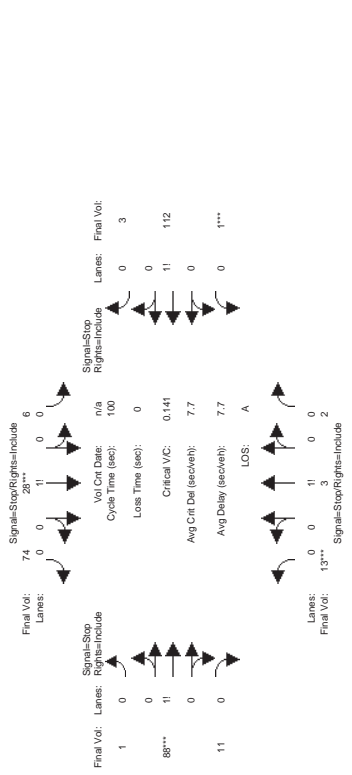 Signal=Stop/Rights=Include
Final Vol: 74 28*** 6
Lanes: 0 0 1! 0 0
Signal=Stop
Rights=Include
Final Vol: Lanes:
1 0
0
88*** 1!
0
11 0
Vol Cnt Date: n/a
Cycle Time (sec): 100
Loss Time (sec): 0
Critical V/C: 0.141
Avg Crit Del (sec/veh): 7.7
Avg Delay (sec/veh): 7.7
LOS: A
Signal=Stop
Rights=Include
Lanes: Final Vol:
0 3
0
1! 112
0
0 1***
Lanes: 0 0 1! 0 0
Final Vol: 13*** 3 2
Signal=Stop/Rights=Include